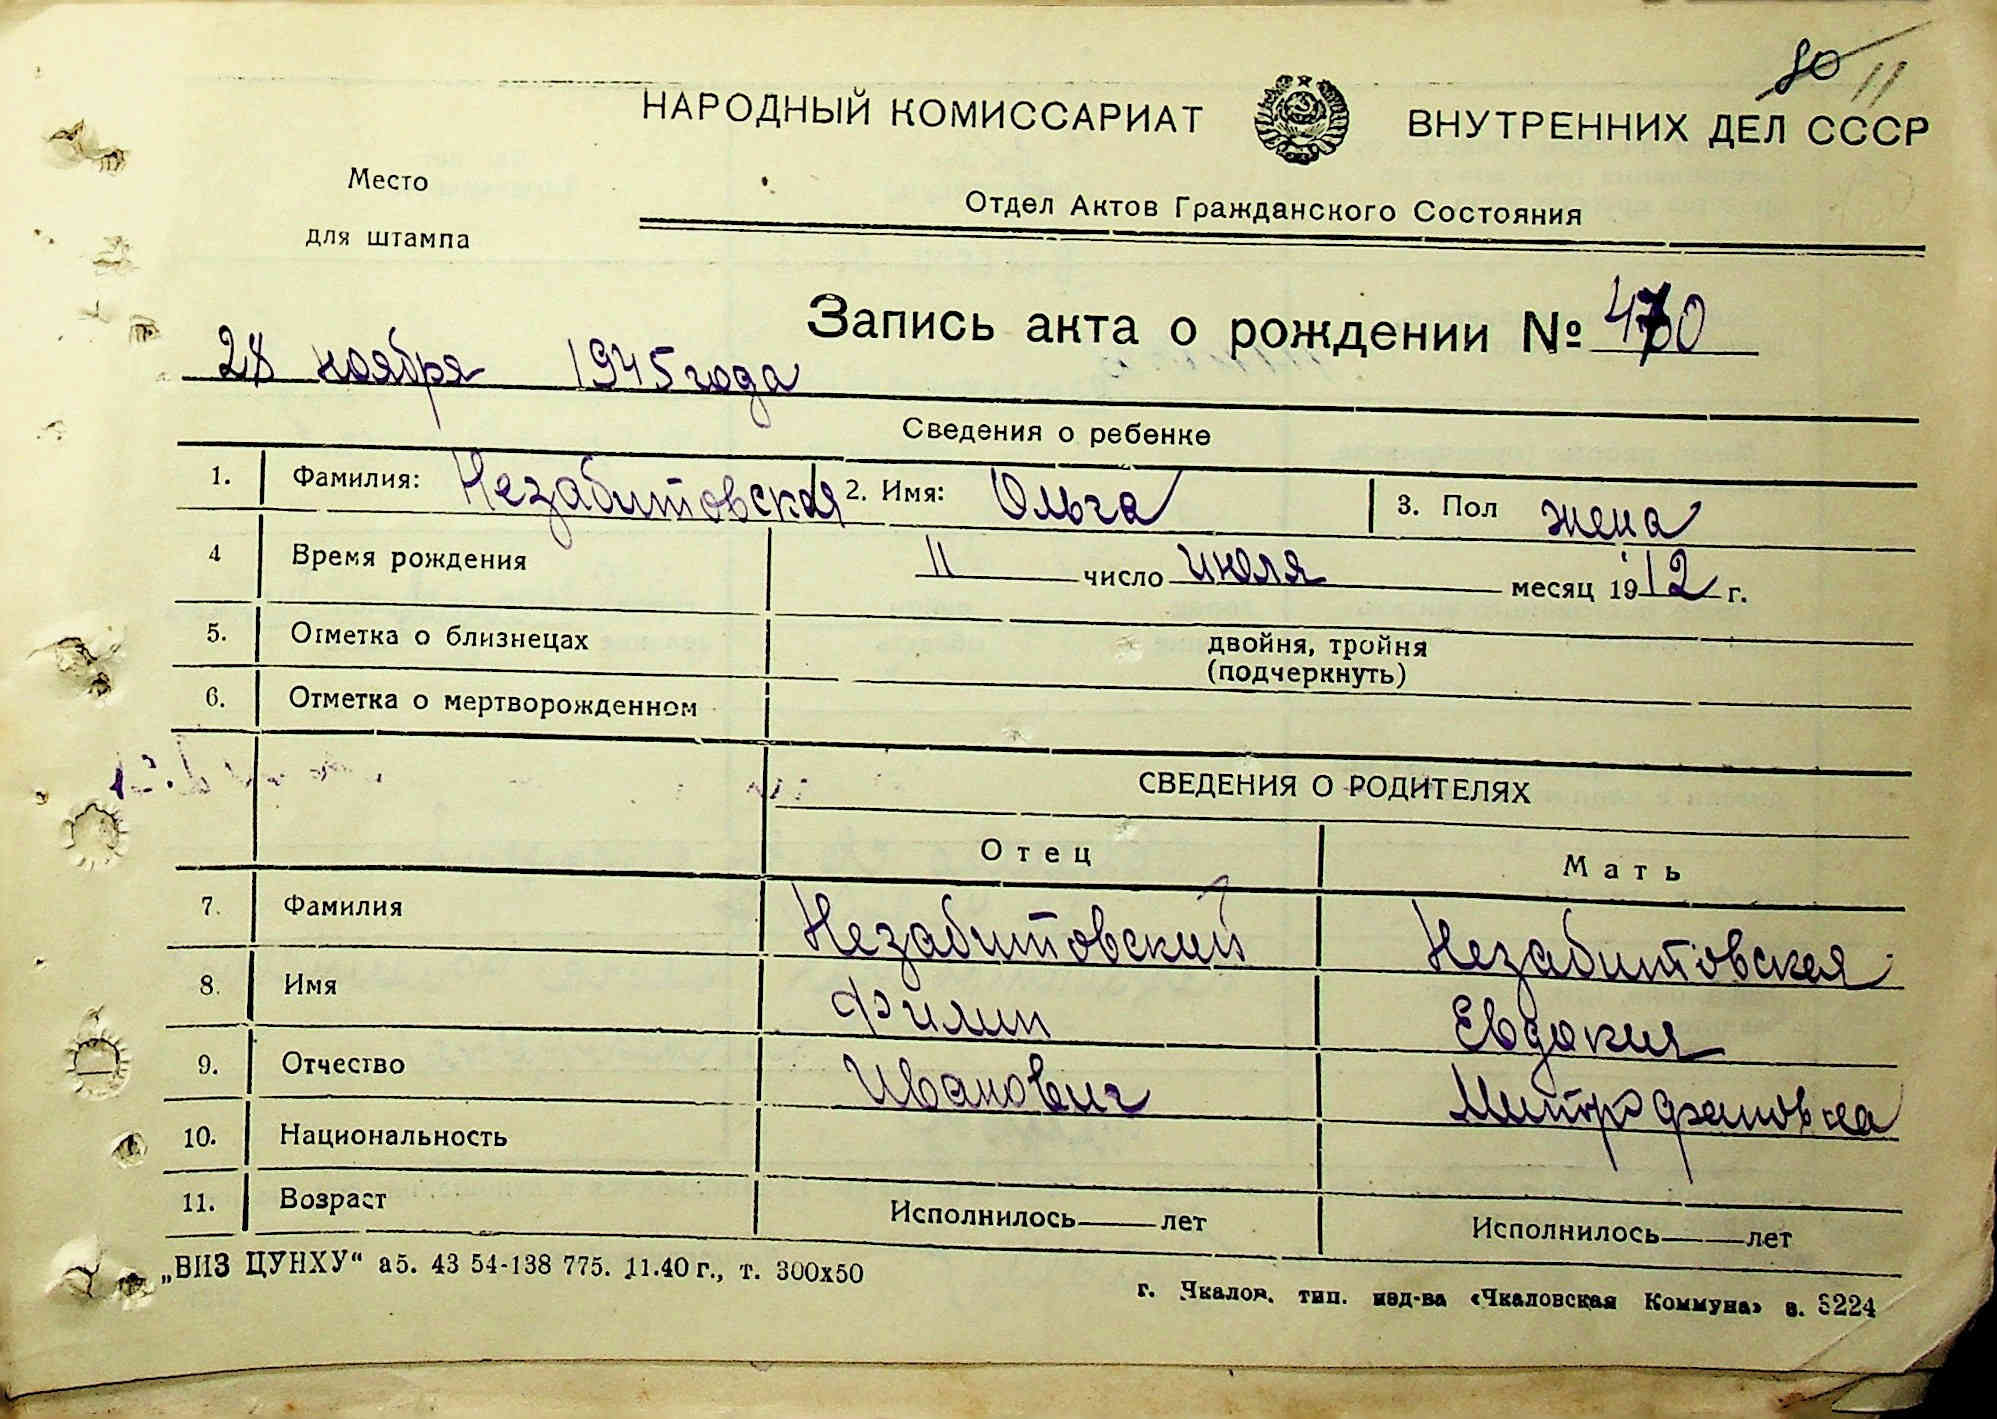 80 11
НАРОДНЫЙ КОМИССАРИАТ ВНУТРЕННИХ ДЕЛ СССР
Место
для штампа
Отдел Актов Гражданского Состояния
Запись акта о рождении №
28 ноября 1945 года
Сведения о ребенке
1. Фамилия: Незабитовская 2. Имя: Ольга 3. Пол жена
4 Время рождения 11 число июля месяц 1912 г.
5. Отметка о близнецах двойня, тройня
(подчеркнуть)
6. Отметка о мертворожденном
СВЕДЕНИЯ О РОДИТЕЛЯХ
Отец Мать
7. Фамилия Незабитовский Незабитовская
8. Имя Филип Евдокия
9. Отчество Иванович Митрофановна
10. Национальность
11. Возраст Исполнилось лет Исполнилось лет
„ВИЗ ЦУНХУ“ а5. 43 54-138 775. 11.40 г., т. 300х50
г. Чкалов. тип. изд-ва «Чкаловская Коммуна» з. 3224